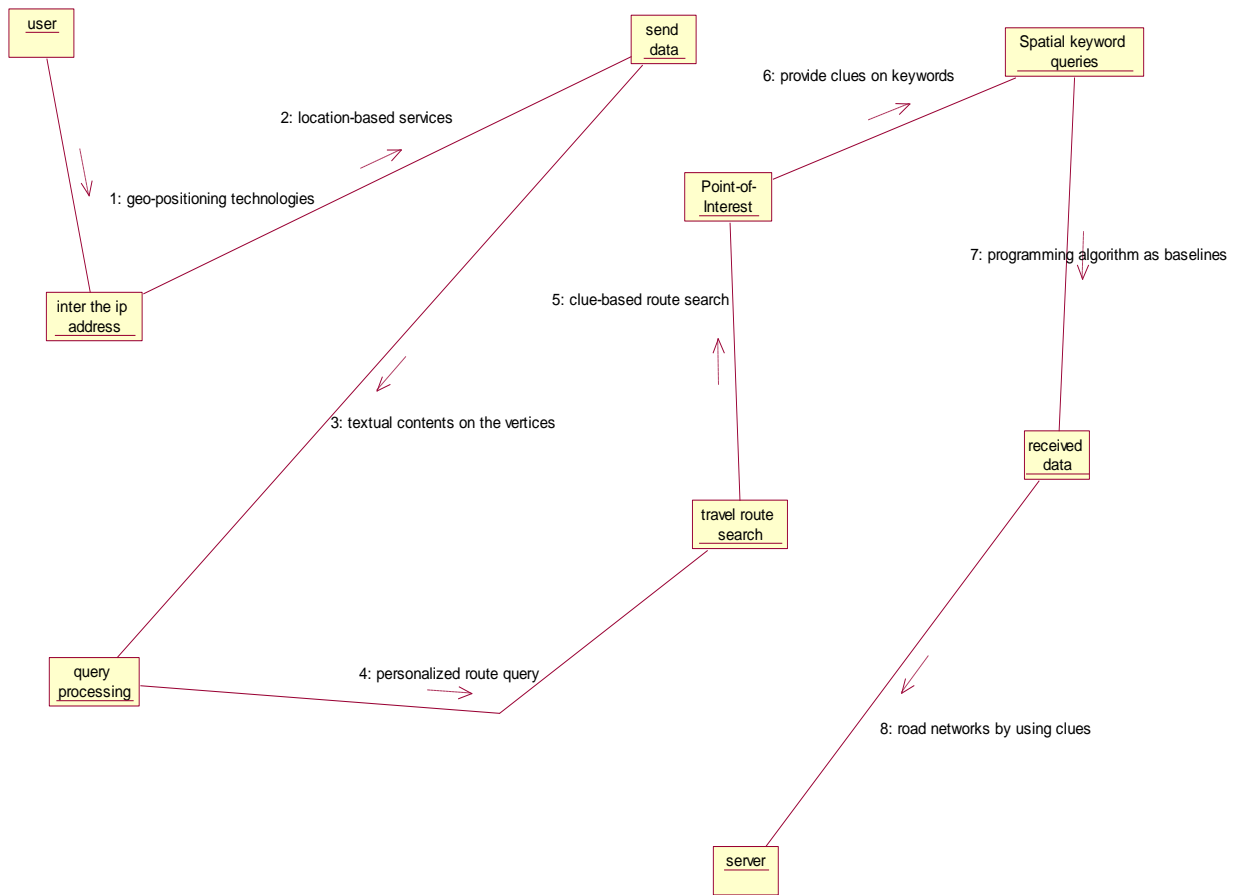 user
send
data
Spatial keyword
queries
6: provide clues on keywords
2: location-based services
Point-of-
Interest
1: geo-positioning technologies
7: programming algorithm as baselines
inter the ip
address
5: clue-based route search
3: textual contents on the vertices
received
data
travel route
search
query
processing
4: personalized route query
8: road networks by using clues
server